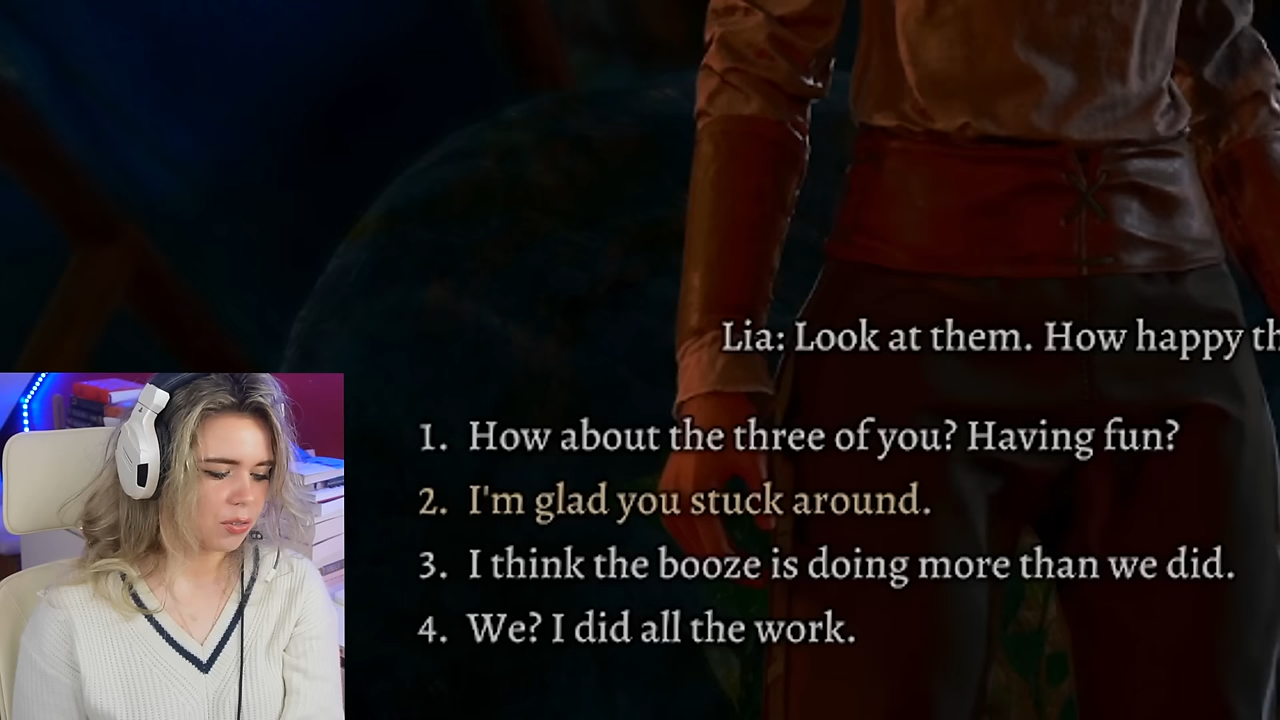 Lia: Look at them. How happy th
1. How about the three of you? Having fun?
2. I'm glad you stuck around.
3. I think the booze is doing more than we did.
4. We? I did all the work.